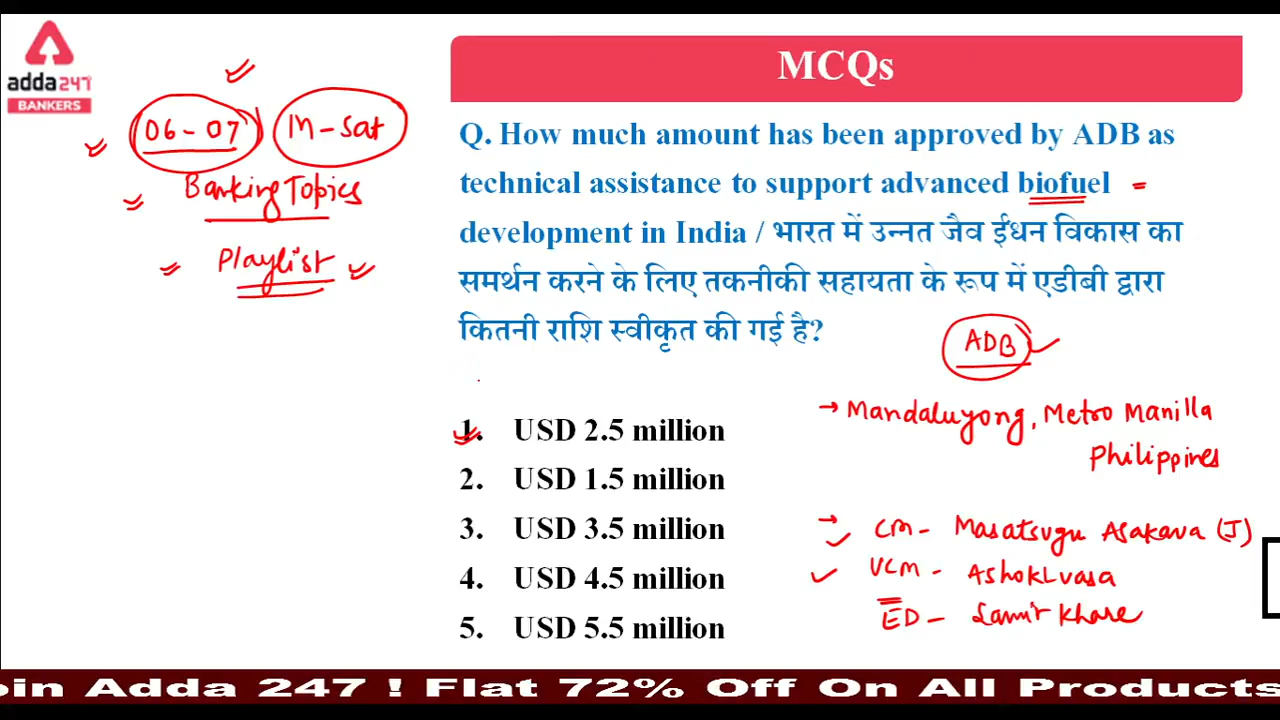 adda247
BANKERS
06-07 M-Sat
Banking Topics
Playlist
MCQs
Q. How much amount has been approved by ADB as
technical assistance to support advanced biofuel
development in India / भारत में उन्नत जैव ईंधन विकास का
समर्थन करने के लिए तकनीकी सहायता के रूप में एडीबी द्वारा
कितनी राशि स्वीकृत की गई है?
1. USD 2.5 million
2. USD 1.5 million
3. USD 3.5 million
4. USD 4.5 million
5. USD 5.5 million
ADB
→ Mandaluyong, Metro Manilla
Philippines
→ CM - Masatsugu Asakava (J)
VCM - Ashok Lvasa
ED - Samir Khare
oin Adda 247 ! Flat 72% Off On All Products